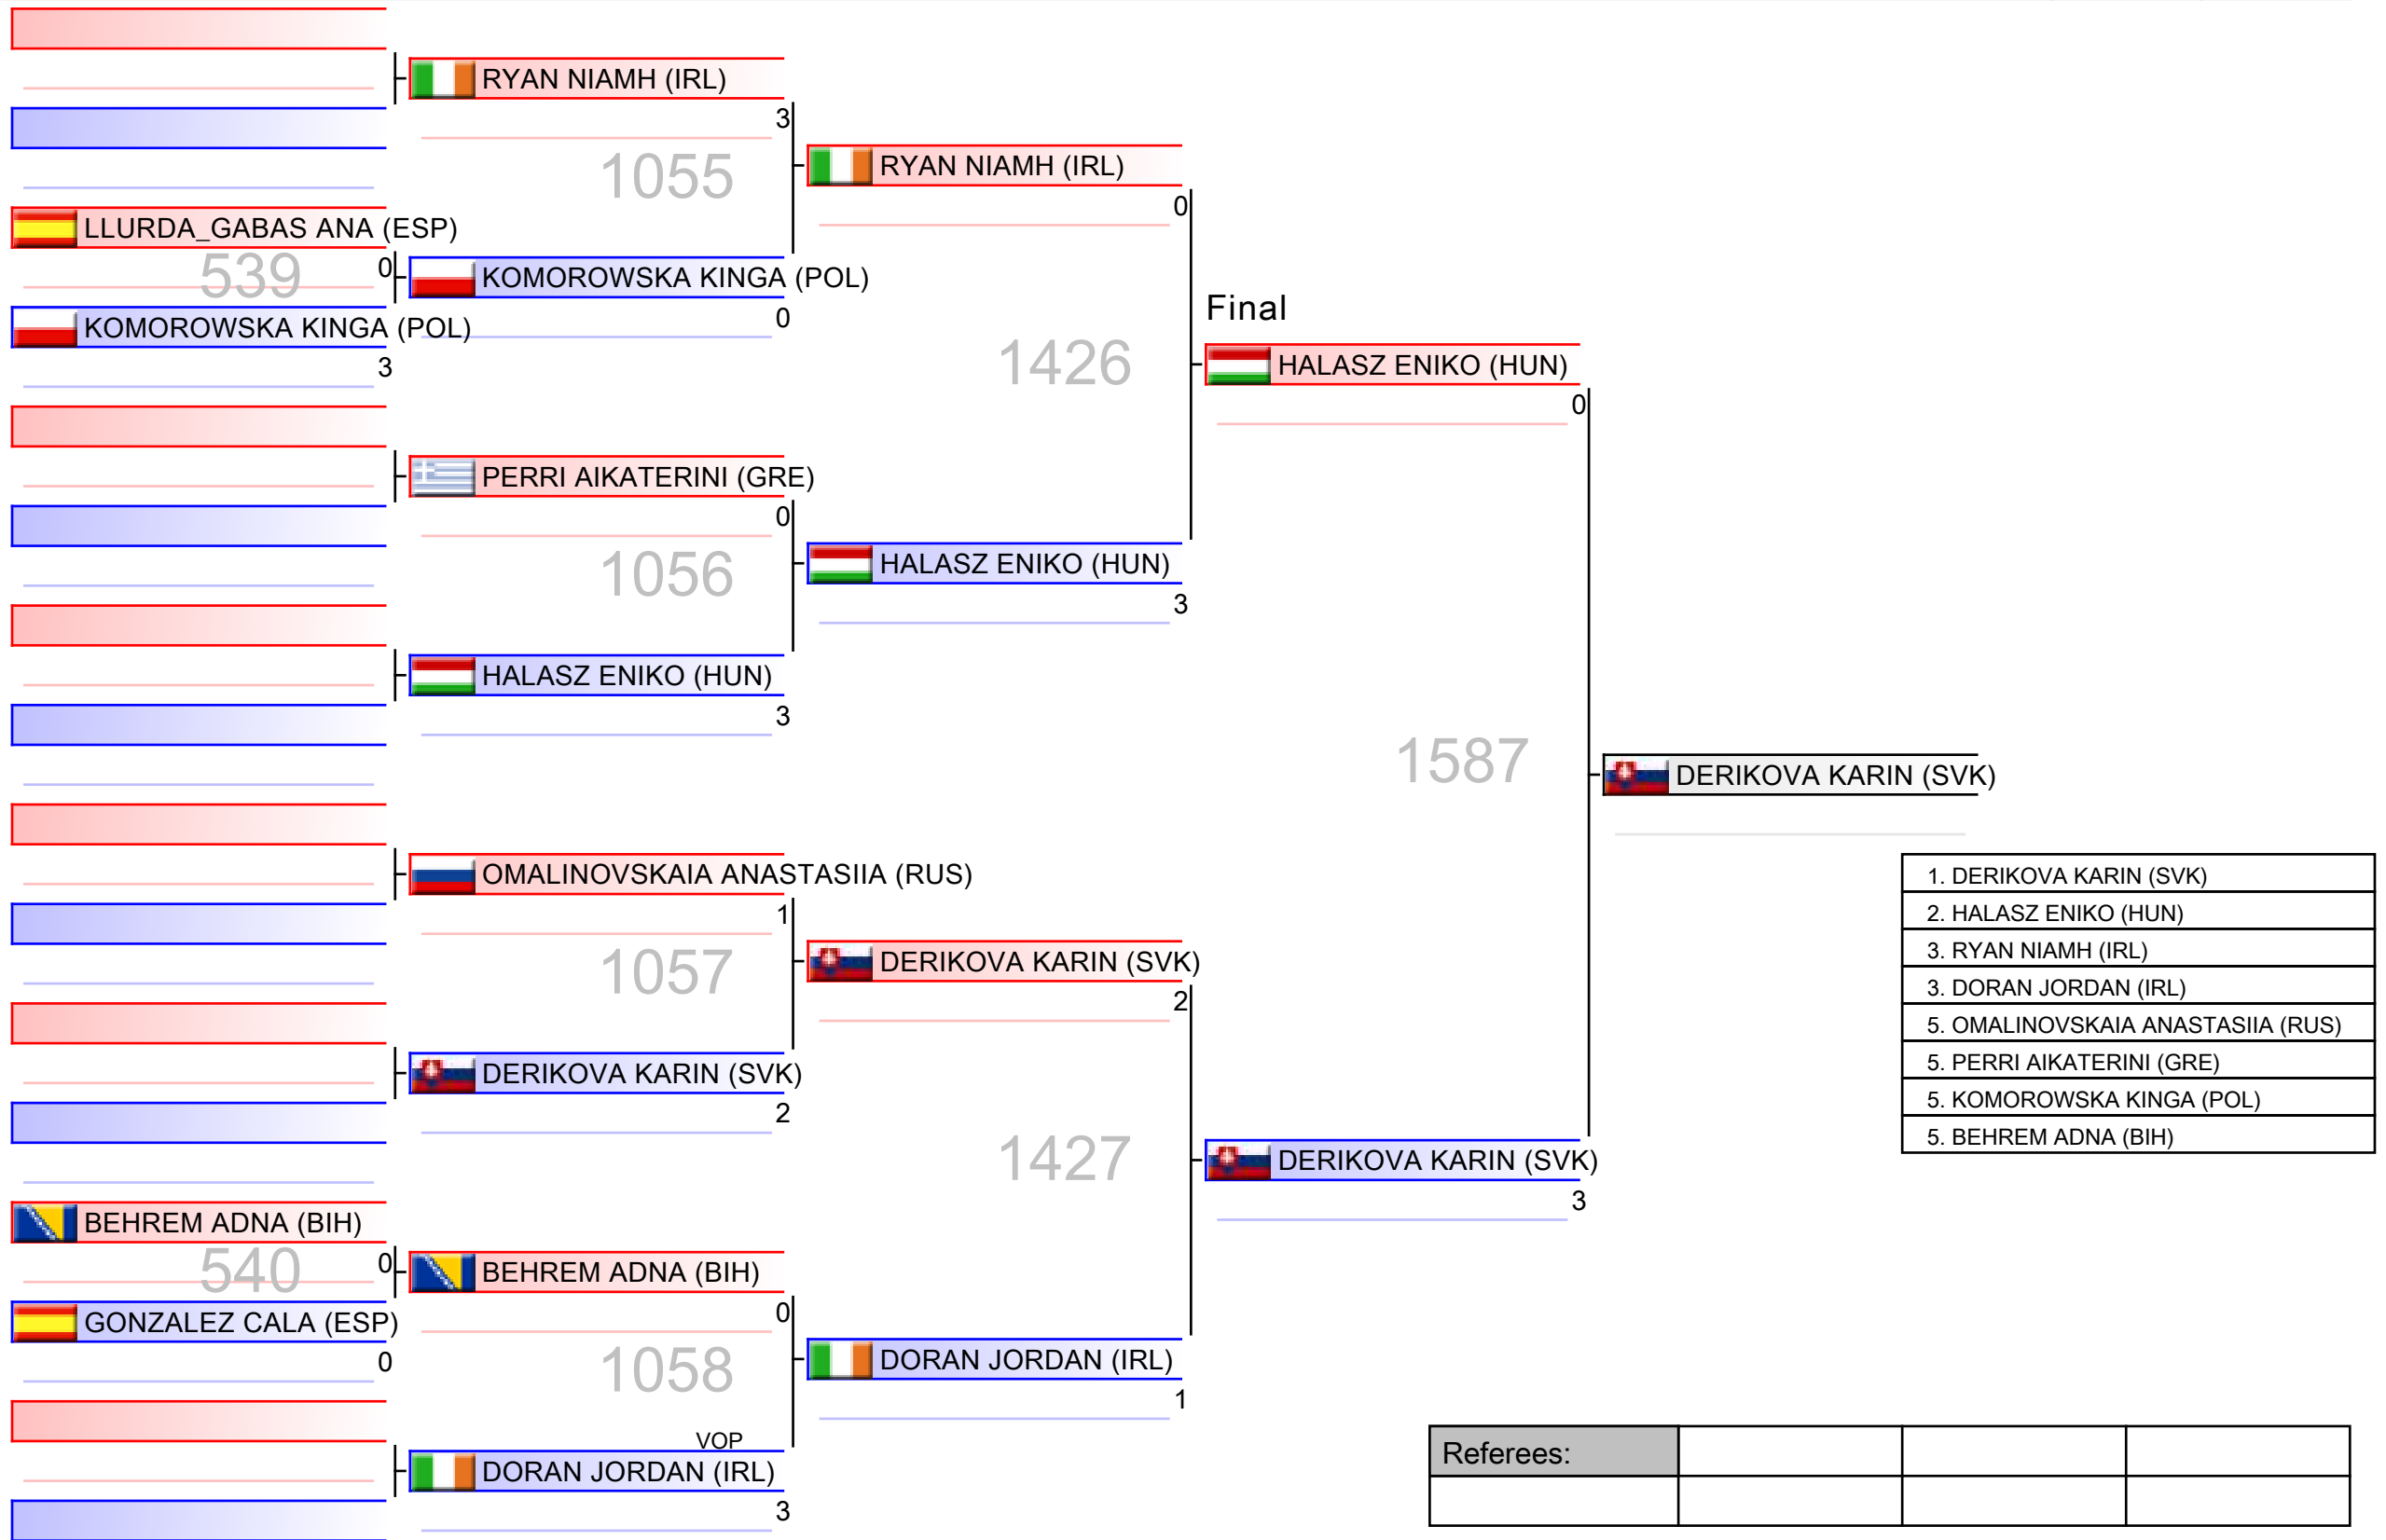 RYAN NIAMH (IRL)
3
1055
RYAN NIAMH (IRL)
0
LLURDA_GABAS ANA (ESP)
539
0
KOMOROWSKA KINGA (POL)
0
KOMOROWSKA KINGA (POL)
3
Final
1426
HALASZ ENIKO (HUN)
0
PERRI AIKATERINI (GRE)
0
1056
HALASZ ENIKO (HUN)
3
HALASZ ENIKO (HUN)
3
1587
DERIKOVA KARIN (SVK)
OMALINOVSKAIA ANASTASIIA (RUS)
1
1057
DERIKOVA KARIN (SVK)
2
DERIKOVA KARIN (SVK)
2
1427
DERIKOVA KARIN (SVK)
3
BEHREM ADNA (BIH)
540
0
BEHREM ADNA (BIH)
0
GONZALEZ CALA (ESP)
0
1058
DORAN JORDAN (IRL)
1
VOP
DORAN JORDAN (IRL)
3
1. DERIKOVA KARIN (SVK)
2. HALASZ ENIKO (HUN)
3. RYAN NIAMH (IRL)
3. DORAN JORDAN (IRL)
5. OMALINOVSKAIA ANASTASIIA (RUS)
5. PERRI AIKATERINI (GRE)
5. KOMOROWSKA KINGA (POL)
5. BEHREM ADNA (BIH)
Referees: